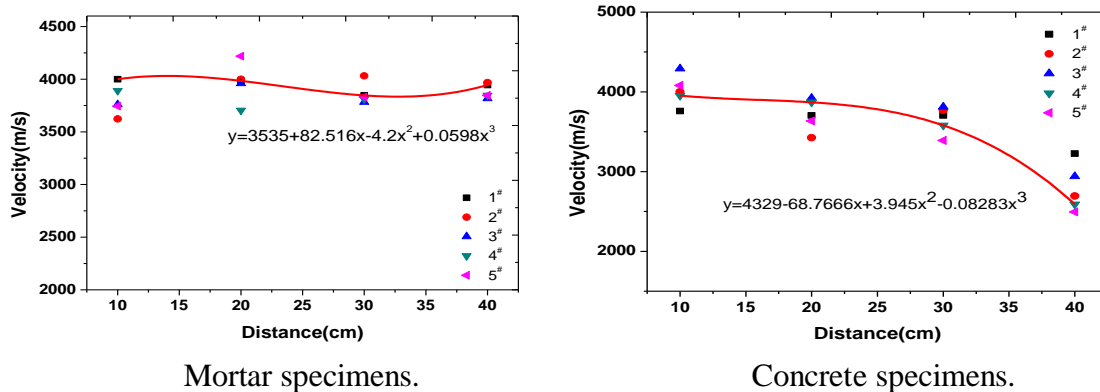 4500
4000
3500
3000
2500
2000
Velocity(m/s)
y=3535+82.516x-4.2x²+0.0598x³
1#
2#
3#
4#
5#
10 15 20 25 30 35 40
Distance(cm)
Mortar specimens.
5000
4000
3000
2000
Velocity(m/s)
1#
2#
3#
4#
5#
y=4329-68.7666x+3.945x²-0.08283x³
10 15 20 25 30 35 40
Distance(cm)
Concrete specimens.